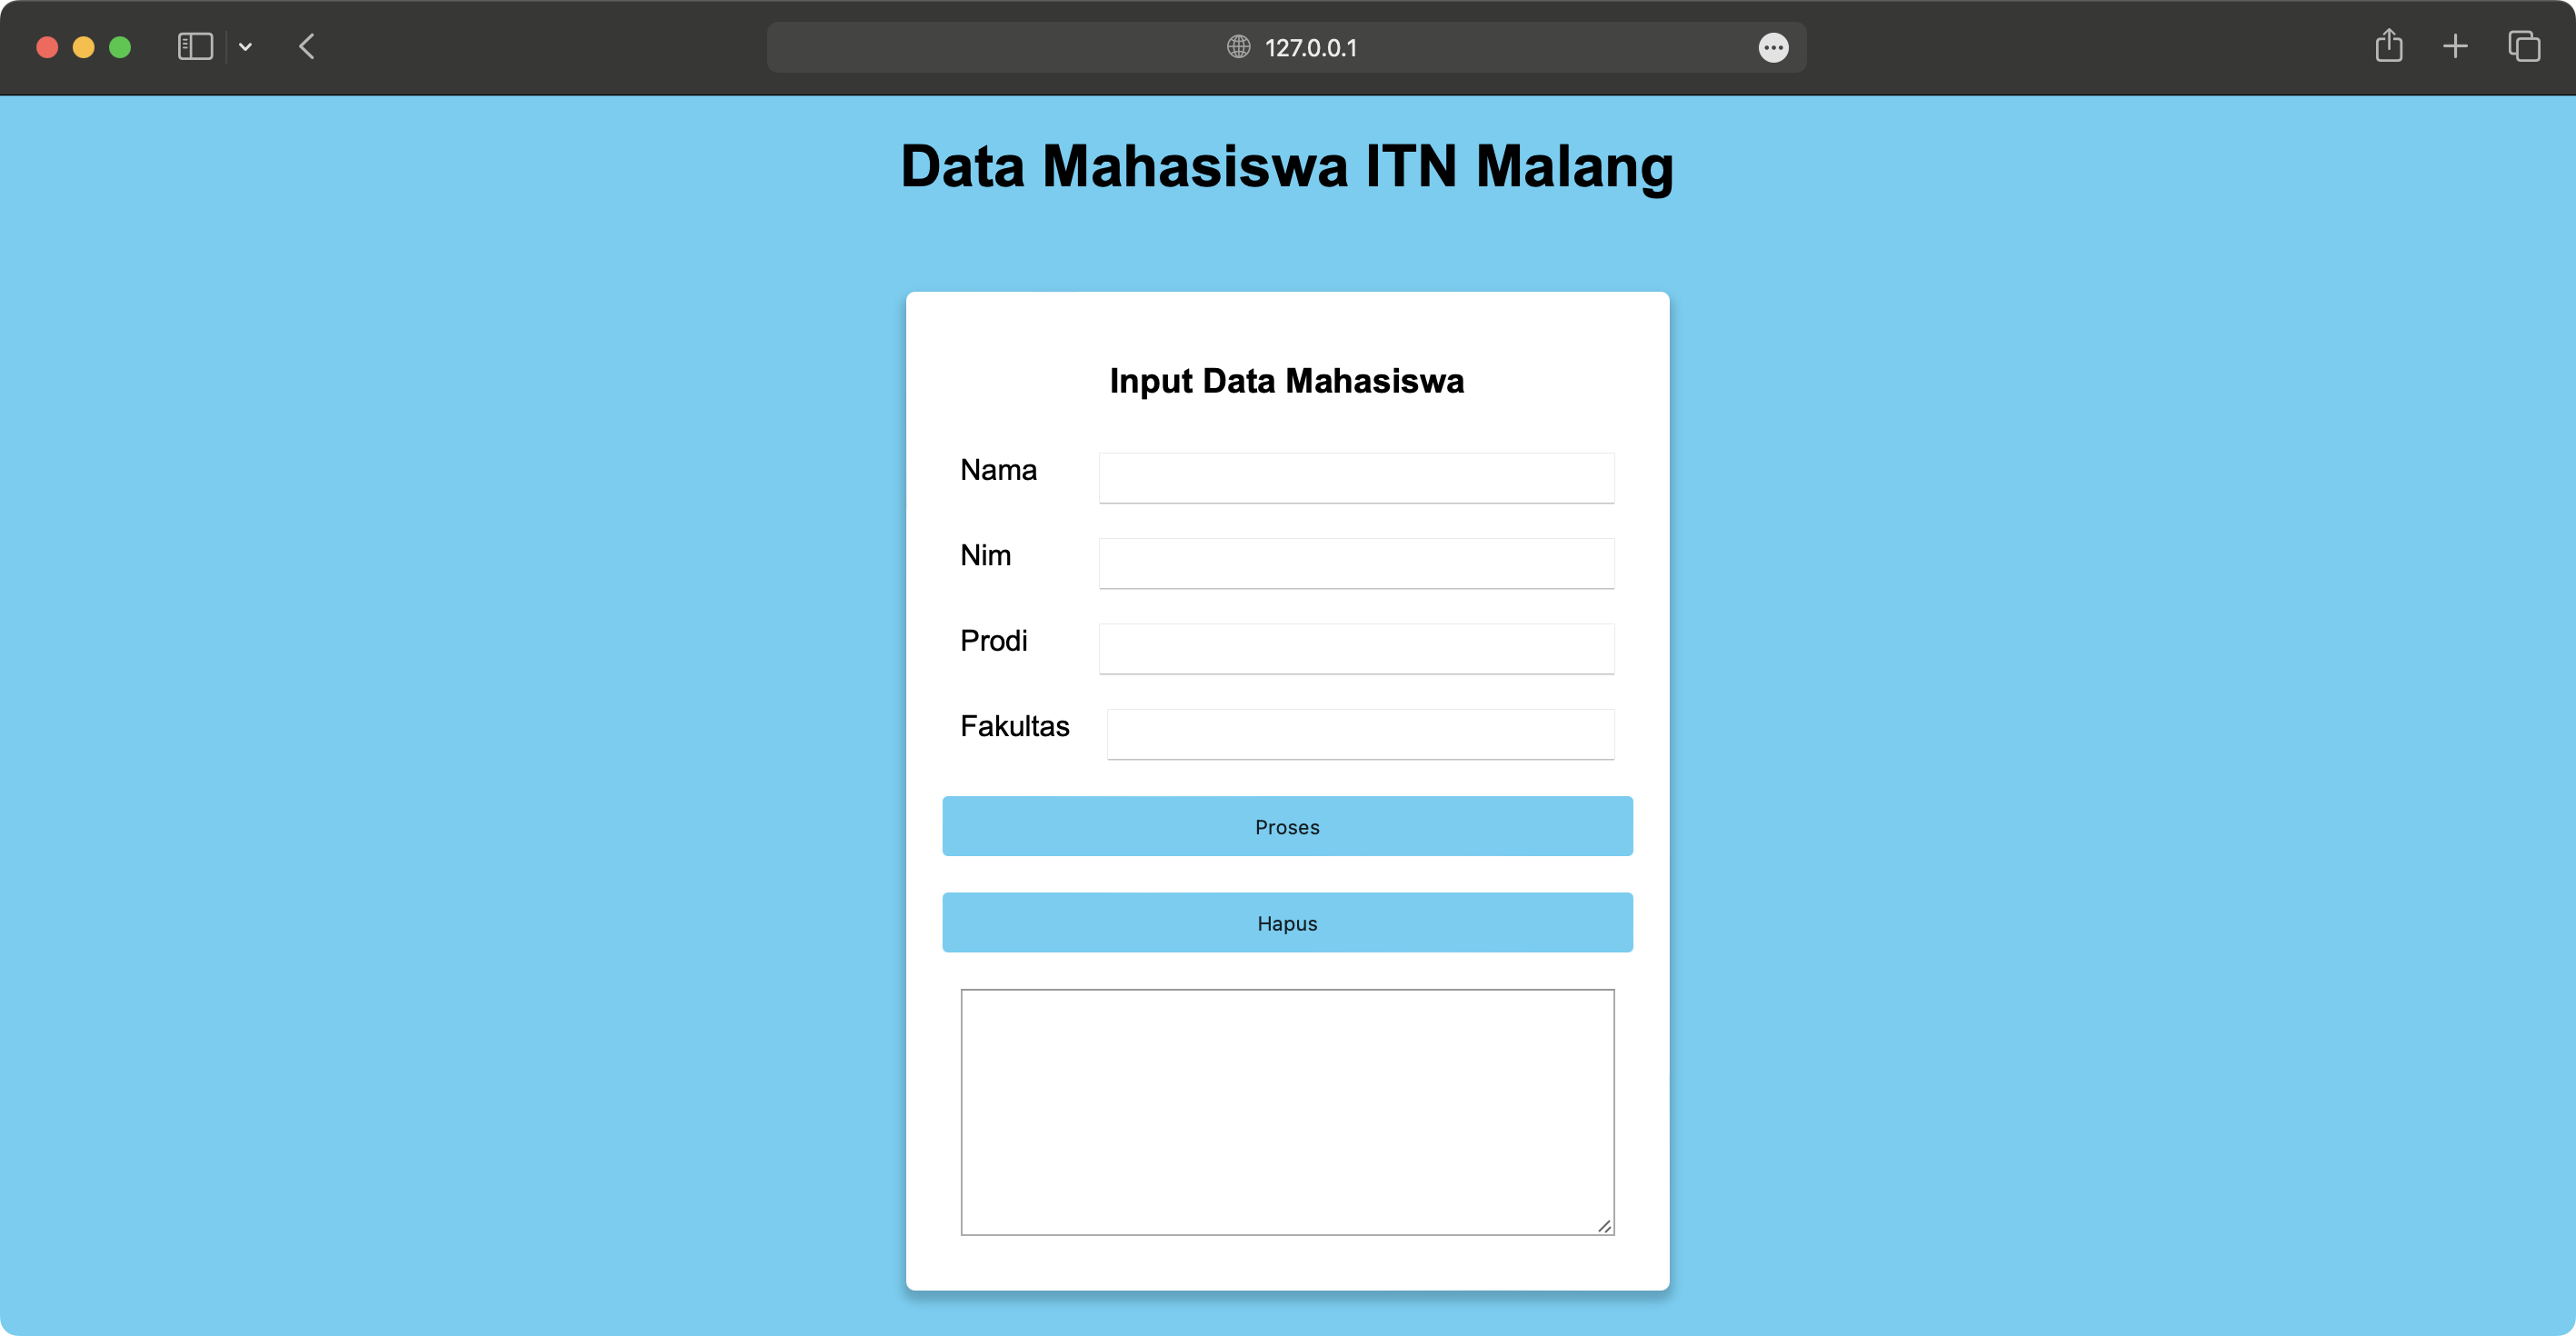 127.0.0.1
Data Mahasiswa ITN Malang
Input Data Mahasiswa
Nama
Nim
Prodi
Fakultas
Proses
Hapus